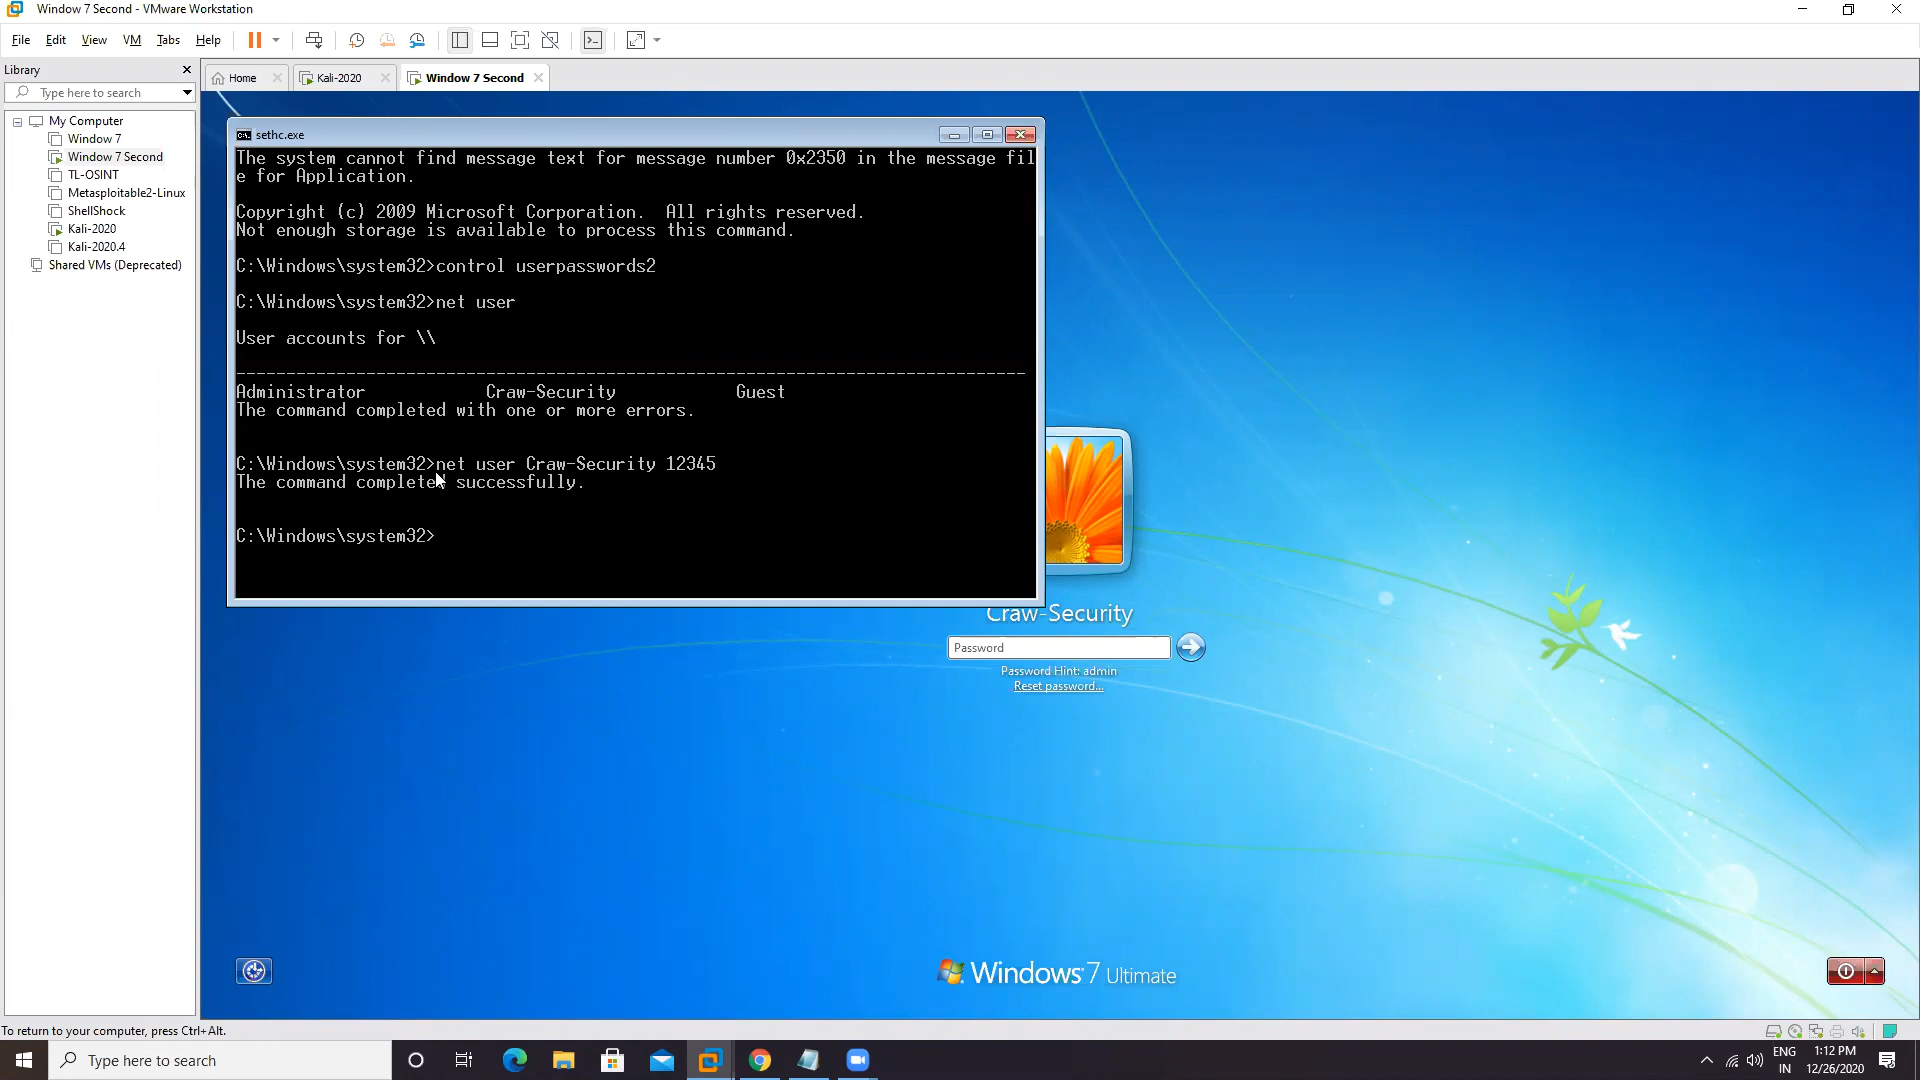 Window 7 Second - VMware Workstation
File Edit View VM Tabs Help
Library
Type here to search
My Computer
Window 7
Window 7 Second
TL-OSINT
Metasploitable2-Linux
ShellShock
Kali-2020
Kali-2020.4
Shared VMs (Deprecated)
Home Kali-2020 Window 7 Second
C:\. sethc.exe
The system cannot find message text for message number 0x2350 in the message fil
e for Application.
Copyright (c) 2009 Microsoft Corporation.  All rights reserved.
Not enough storage is available to process this command.
C:\Windows\system32>control userpasswords2
C:\Windows\system32>net user
User accounts for \\
-------------------------------------------------------------------------------
Administrator            Craw-Security            Guest
The command completed with one or more errors.
C:\Windows\system32>net user Craw-Security 12345
The command completed successfully.
C:\Windows\system32>
Craw-Security
Password
Password Hint: admin
Reset password...
Windows 7 Ultimate
To return to your computer, press Ctrl+Alt.
Type here to search
ENG
IN
1:12 PM
12/26/2020